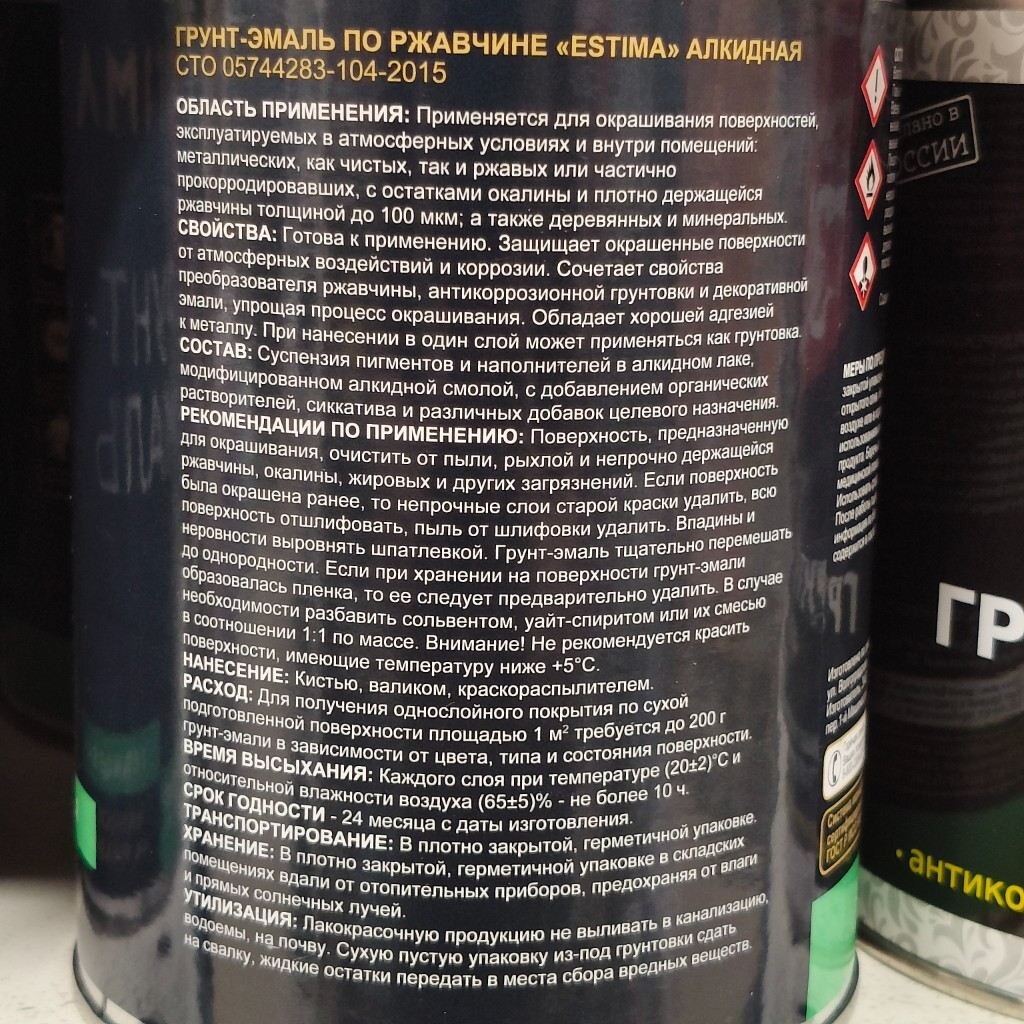 ГРУНТ-ЭМАЛЬ ПО РЖАВЧИНЕ «ESTIMA» АЛКИДНАЯ
СТО 05744283-104-2015
ОБЛАСТЬ ПРИМЕНЕНИЯ: Применяется для окрашивания поверхностей,
эксплуатируемых в атмосферных условиях и внутри помещений:
металлических, как чистых, так и ржавых или частично
прокорродировавших, с остатками окалины и плотно держащейся
ржавчины толщиной до 100 мкм; а также деревянных и минеральных.
СВОЙСТВА: Готова к применению. Защищает окрашенные поверхности
от атмосферных воздействий и коррозии. Сочетает свойства
преобразователя ржавчины, антикоррозионной грунтовки и декоративной
эмали, упрощая процесс окрашивания. Обладает хорошей адгезией
к металлу. При нанесении в один слой может применяться как грунтовка.
СОСТАВ: Суспензия пигментов и наполнителей в алкидном лаке,
модифицированном алкидной смолой, с добавлением органических
растворителей, сиккатива и различных добавок целевого назначения.
РЕКОМЕНДАЦИИ ПО ПРИМЕНЕНИЮ: Поверхность, предназначенную
для окрашивания, очистить от пыли, рыхлой и непрочно держащейся
ржавчины, окалины, жировых и других загрязнений. Если поверхность
была окрашена ранее, то непрочные слои старой краски удалить, всю
поверхность отшлифовать, пыль от шлифовки удалить. Впадины и
неровности выровнять шпатлевкой. Грунт-эмаль тщательно перемешать
до однородности. Если при хранении на поверхности грунт-эмали
образовалась пленка, то ее следует предварительно удалить. В случае
необходимости разбавить сольвентом, уайт-спиритом или их смесью
в соотношении 1:1 по массе. Внимание! Не рекомендуется красить
поверхности, имеющие температуру ниже +5°С.
НАНЕСЕНИЕ: Кистью, валиком, краскораспылителем.
РАСХОД: Для получения однослойного покрытия по сухой
подготовленной поверхности площадью 1 м² требуется до 200 г
грунт-эмали в зависимости от цвета, типа и состояния поверхности.
ВРЕМЯ ВЫСЫХАНИЯ: Каждого слоя при температуре (20±2)°С и
относительной влажности воздуха (65±5)% - не более 10 ч.
СРОК ГОДНОСТИ - 24 месяца с даты изготовления.
ТРАНСПОРТИРОВАНИЕ: В плотно закрытой, герметичной упаковке.
ХРАНЕНИЕ: В плотно закрытой, герметичной упаковке в складских
помещениях вдали от отопительных приборов, предохраняя от влаги
и прямых солнечных лучей.
УТИЛИЗАЦИЯ: Лакокрасочную продукцию не выливать в канализацию,
водоемы, на почву. Сухую пустую упаковку из-под грунтовки сдать
на свалку, жидкие остатки передать в места сбора вредных веществ.
МЕРЫ ПО
ГР
• антико